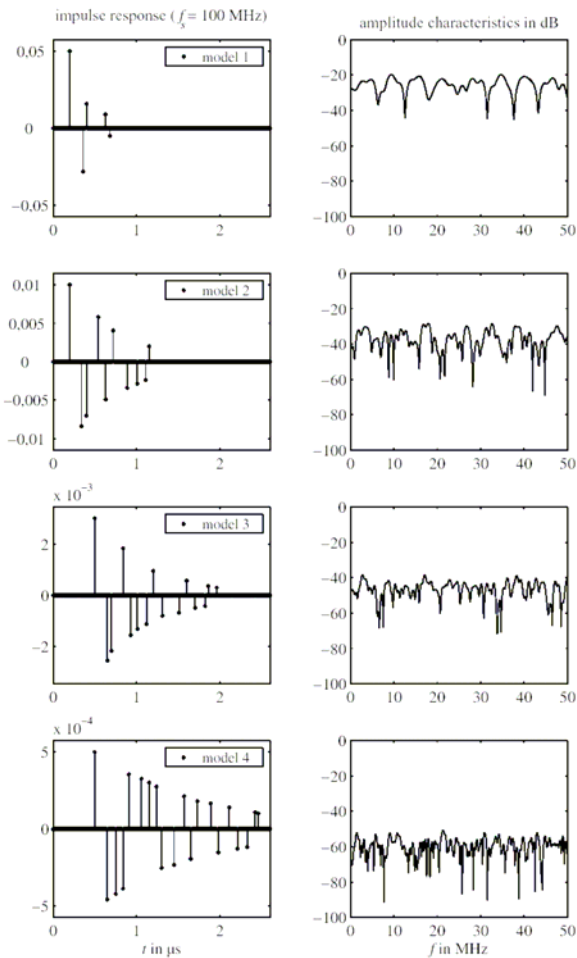 impulse response (fs = 100 MHz)
amplitude characteristics in dB
0.05
0
−0.05
model 1
0 1 2
0
−20
−40
−60
−80
−100
0 10 20 30 40 50
0.01
0,005
0
−0.005
−0.01
model 2
0 1 2
0
−20
−40
−60
−80
−100
0 10 20 30 40 50
x 10−3
2
0
−2
model 3
0 1 2
0
−20
−40
−60
−80
−100
0 10 20 30 40 50
x 10−4
5
0
−5
model 4
0 1 2
t in μs
0
−20
−40
−60
−80
−100
0 10 20 30 40 50
f in MHz